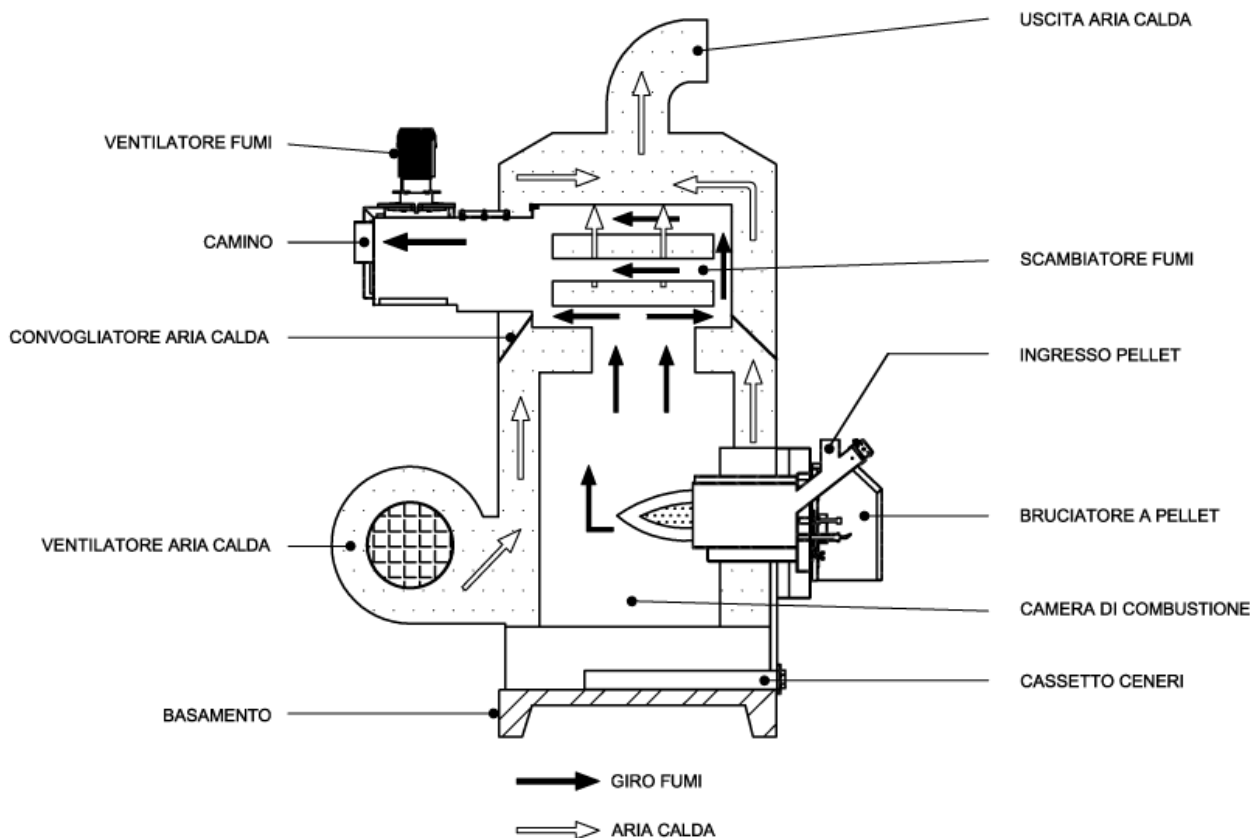 USCITA ARIA CALDA
VENTILATORE FUMI
CAMINO
SCAMBIATORE FUMI
CONVOGLIATORE ARIA CALDA
INGRESSO PELLET
BRUCIATORE A PELLET
VENTILATORE ARIA CALDA
CAMERA DI COMBUSTIONE
CASSETTO CENERI
BASAMENTO
GIRO FUMI
ARIA CALDA